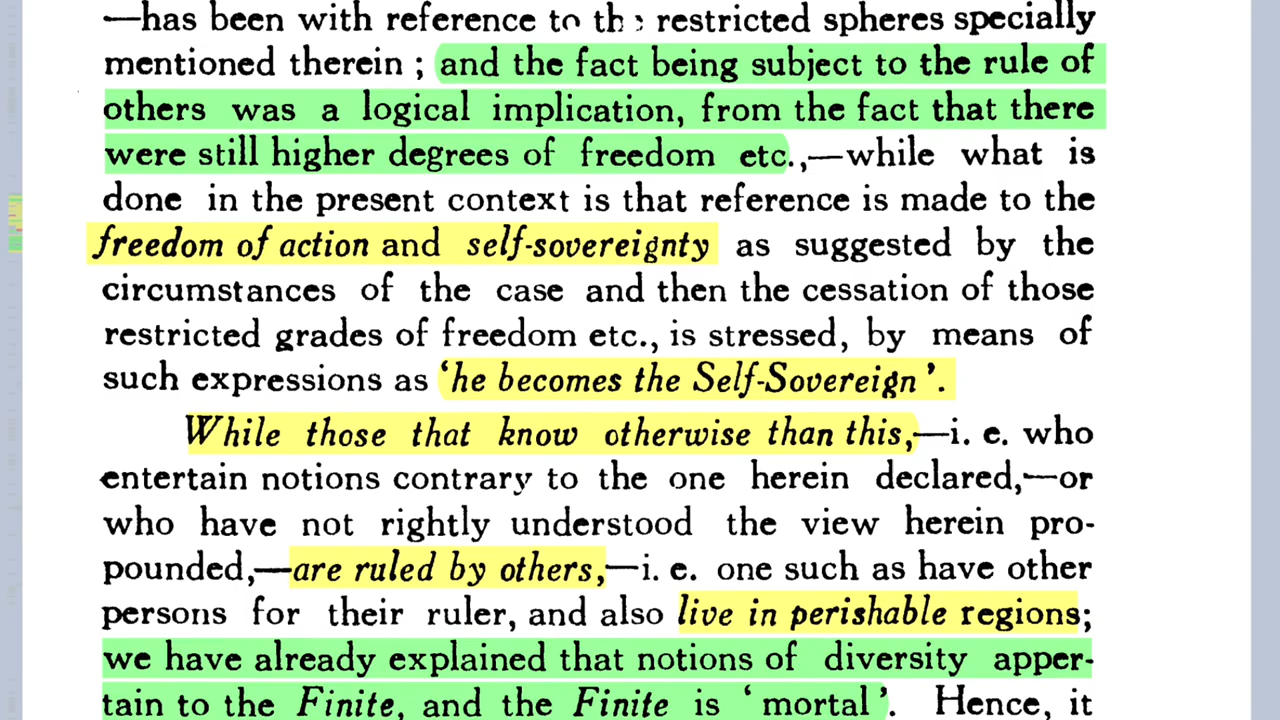 —has been with reference to the restricted spheres specially
mentioned therein ; and the fact being subject to the rule of
others was a logical implication, from the fact that there
were still higher degrees of freedom etc.,—while what is
done in the present context is that reference is made to the
freedom of action and self-sovereignty as suggested by the
circumstances of the case and then the cessation of those
restricted grades of freedom etc., is stressed, by means of
such expressions as ‘he becomes the Self-Sovereign’.
While those that know otherwise than this,—i. e. who
entertain notions contrary to the one herein declared,—or
who have not rightly understood the view herein pro-
pounded,—are ruled by others,—i. e. one such as have other
persons for their ruler, and also live in perishable regions;
we have already explained that notions of diversity apper-
tain to the Finite, and the Finite is ‘mortal’. Hence, it